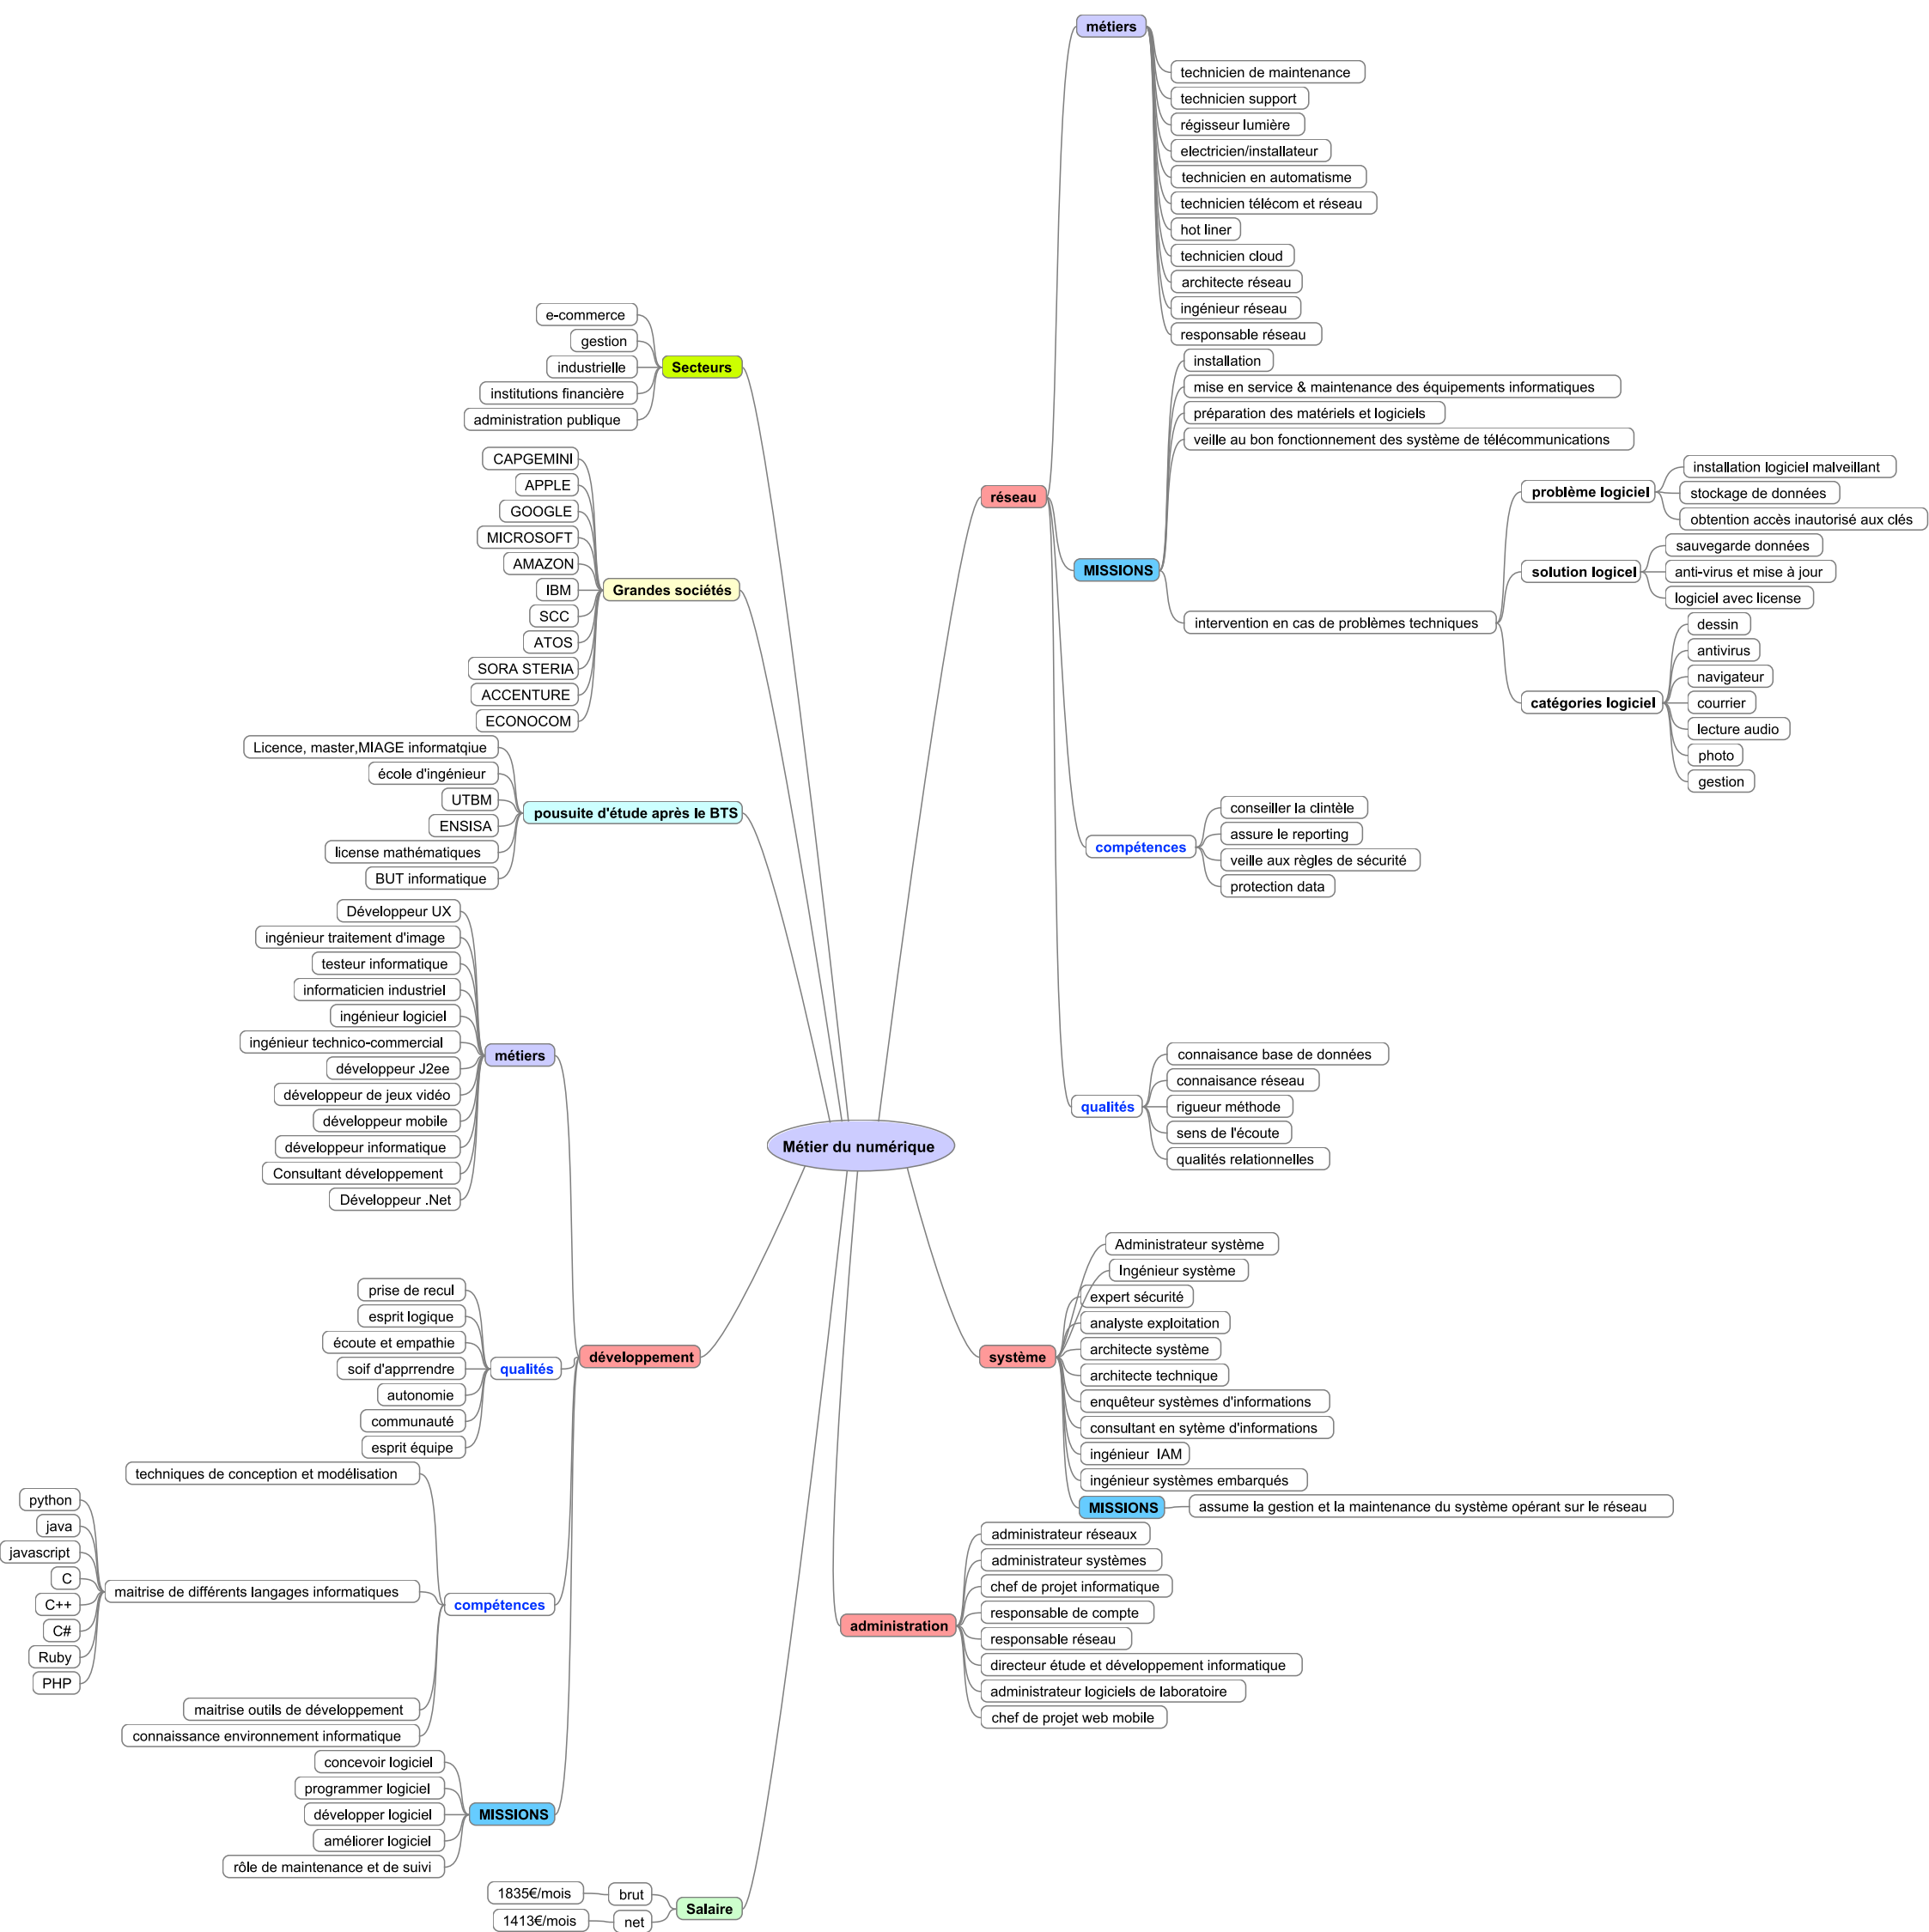 Métier du numérique
réseau
métiers
technicien de maintenance
technicien support
régisseur lumière
electricien/installateur
technicien en automatisme
technicien télécom et réseau
hot liner
technicien cloud
architecte réseau
ingénieur réseau
responsable réseau
MISSIONS
installation
mise en service & maintenance des équipements informatiques
préparation des matériels et logiciels
veille au bon fonctionnement des système de télécommunications
intervention en cas de problèmes techniques
problème logiciel
installation logiciel malveillant
stockage de données
obtention accès inautorisé aux clés
solution logicel
sauvegarde données
anti-virus et mise à jour
logiciel avec license
catégories logiciel
dessin
antivirus
navigateur
courrier
lecture audio
photo
gestion
compétences
conseiller la clintèle
assure le reporting
veille aux règles de sécurité
protection data
qualités
connaisance base de données
connaisance réseau
rigueur méthode
sens de l'écoute
qualités relationnelles
système
Administrateur système
Ingénieur système
expert sécurité
analyste exploitation
architecte système
architecte technique
enquêteur systèmes d'informations
consultant en sytème d'informations
ingénieur IAM
ingénieur systèmes embarqués
MISSIONS
assume la gestion et la maintenance du système opérant sur le réseau
administration
administrateur réseaux
administrateur systèmes
chef de projet informatique
responsable de compte
responsable réseau
directeur étude et développement informatique
administrateur logiciels de laboratoire
chef de projet web mobile
Secteurs
e-commerce
gestion
industrielle
institutions financière
administration publique
Grandes sociétés
CAPGEMINI
APPLE
GOOGLE
MICROSOFT
AMAZON
IBM
SCC
ATOS
SORA STERIA
ACCENTURE
ECONOCOM
pousuite d'étude après le BTS
Licence, master,MIAGE informatqiue
école d'ingénieur
UTBM
ENSISA
license mathématiques
BUT informatique
développement
métiers
Développeur UX
ingénieur traitement d'image
testeur informatique
informaticien industriel
ingénieur logiciel
ingénieur technico-commercial
développeur J2ee
développeur de jeux vidéo
développeur mobile
développeur informatique
Consultant développement
Développeur .Net
qualités
prise de recul
esprit logique
écoute et empathie
soif d'apprrendre
autonomie
communauté
esprit équipe
compétences
techniques de conception et modélisation
maitrise de différents langages informatiques
python
java
javascript
C
C++
C#
Ruby
PHP
maitrise outils de développement
connaissance environnement informatique
MISSIONS
concevoir logiciel
programmer logiciel
développer logiciel
améliorer logiciel
rôle de maintenance et de suivi
Salaire
brut
1835€/mois
net
1413€/mois